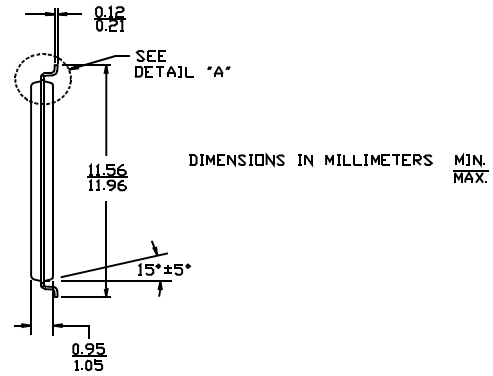 0.12
0.21
SEE
DETAIL "A"
DIMENSIONS IN MILLIMETERS MIN.
MAX.
11.56
11.96
15°±5°
0.95
1.05